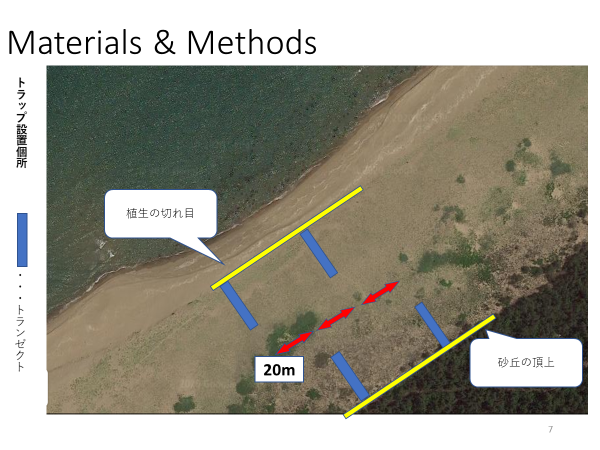 Materials & Methods
トラップ設置個所
・・・トランゼクト
植生の切れ目
20m
砂丘の頂上
7